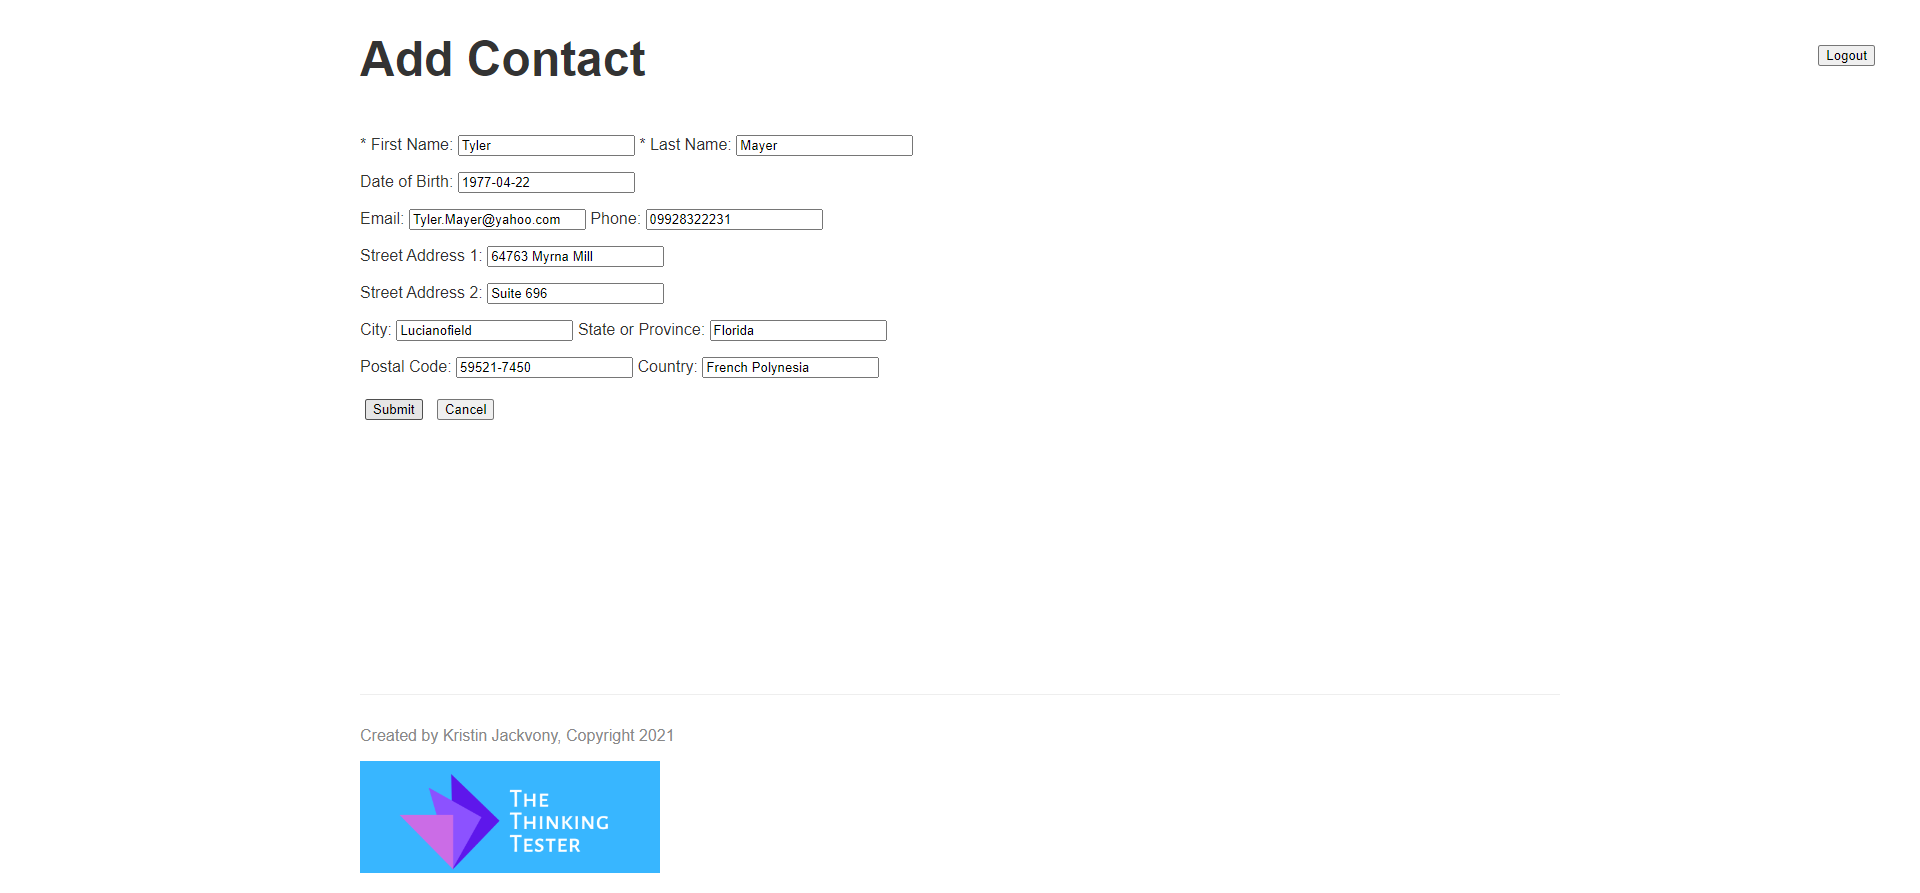 Add Contact
Logout
* First Name: Tyler * Last Name: Mayer
Date of Birth: 1977-04-22
Email: Tyler.Mayer@yahoo.com Phone: 09928322231
Street Address 1: 64763 Myrna Mill
Street Address 2: Suite 696
City: Lucianofield State or Province: Florida
Postal Code: 59521-7450 Country: French Polynesia
Submit Cancel
Created by Kristin Jackvony, Copyright 2021
THE
THINKING
TESTER